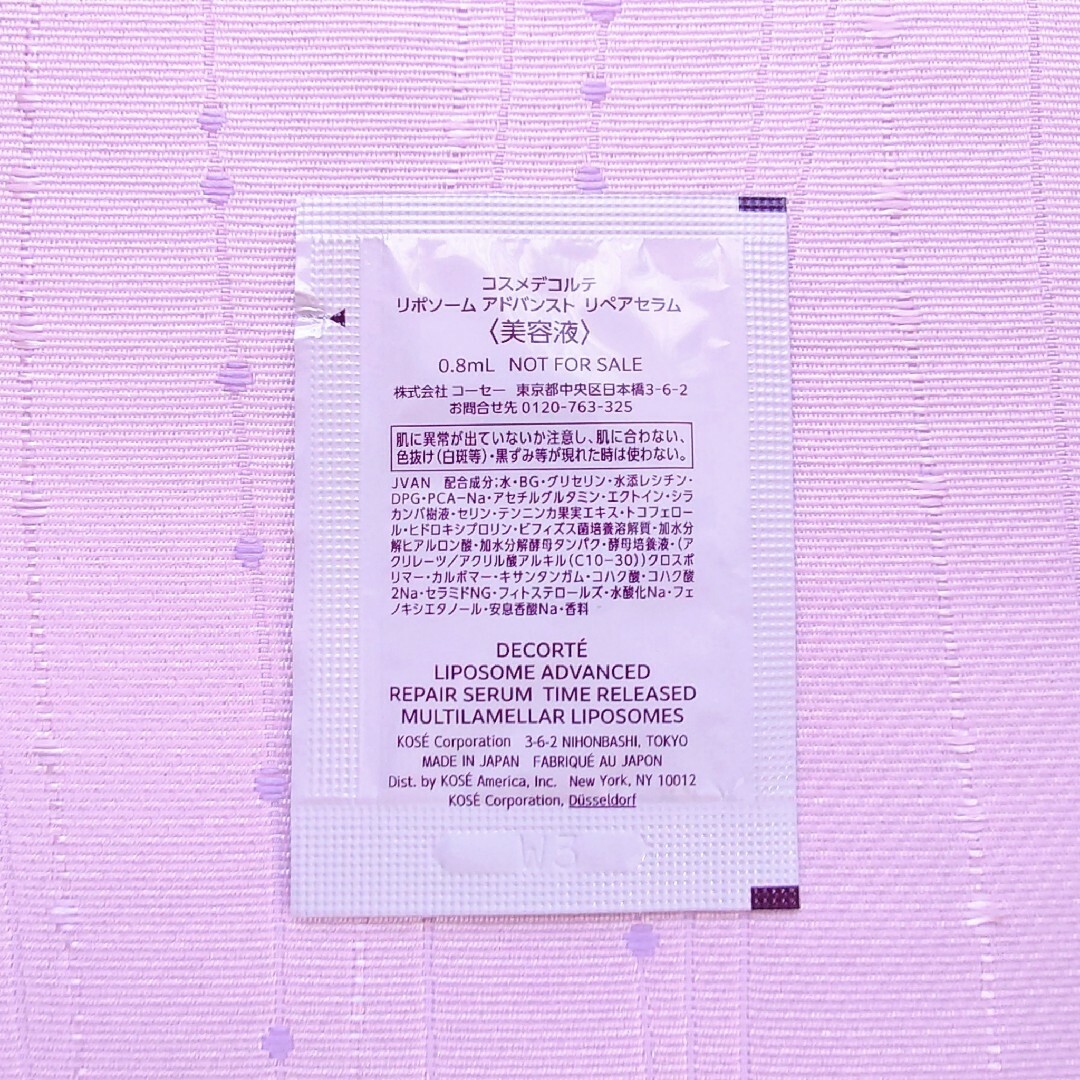 コスメデコルテ
リポソーム アドバンスト リペアセラム
〈美容液〉
0.8mL NOT FOR SALE
株式会社 コーセー 東京都中央区日本橋3-6-2
お問合せ先 0120-763-325
肌に異常が出ていないか注意し、肌に合わない、
色抜け(白斑等)・黒ずみ等が現れた時は使わない。
JVAN 配合成分:水・BG・グリセリン・水添レシチン・
DPG・PCA-Na・アセチルグルタミン・エクトイン・シラ
カンバ樹液・セリン・テンニンカ果実エキス・トコフェロー
ル・ヒドロキシプロリン・ビフィズス菌培養溶解質・加水分
解ヒアルロン酸・加水分解酵母タンパク・酵母培養液・(ア
クリレーツ/アクリル酸アルキル(C10-30))クロスポ
リマー・カルボマー・キサンタンガム・コハク酸・コハク酸
2Na・セラミドNG・フィトステロールズ・水酸化Na・フェ
ノキシエタノール・安息香酸Na・香料
DECORTÉ
LIPOSOME ADVANCED
REPAIR SERUM TIME RELEASED
MULTILAMELLAR LIPOSOMES
KOSÉ Corporation 3-6-2 NIHONBASHI, TOKYO
MADE IN JAPAN FABRIQUÉ AU JAPON
Dist. by KOSÉ America, Inc. New York, NY 10012
KOSÉ Corporation, Düsseldorf
W3